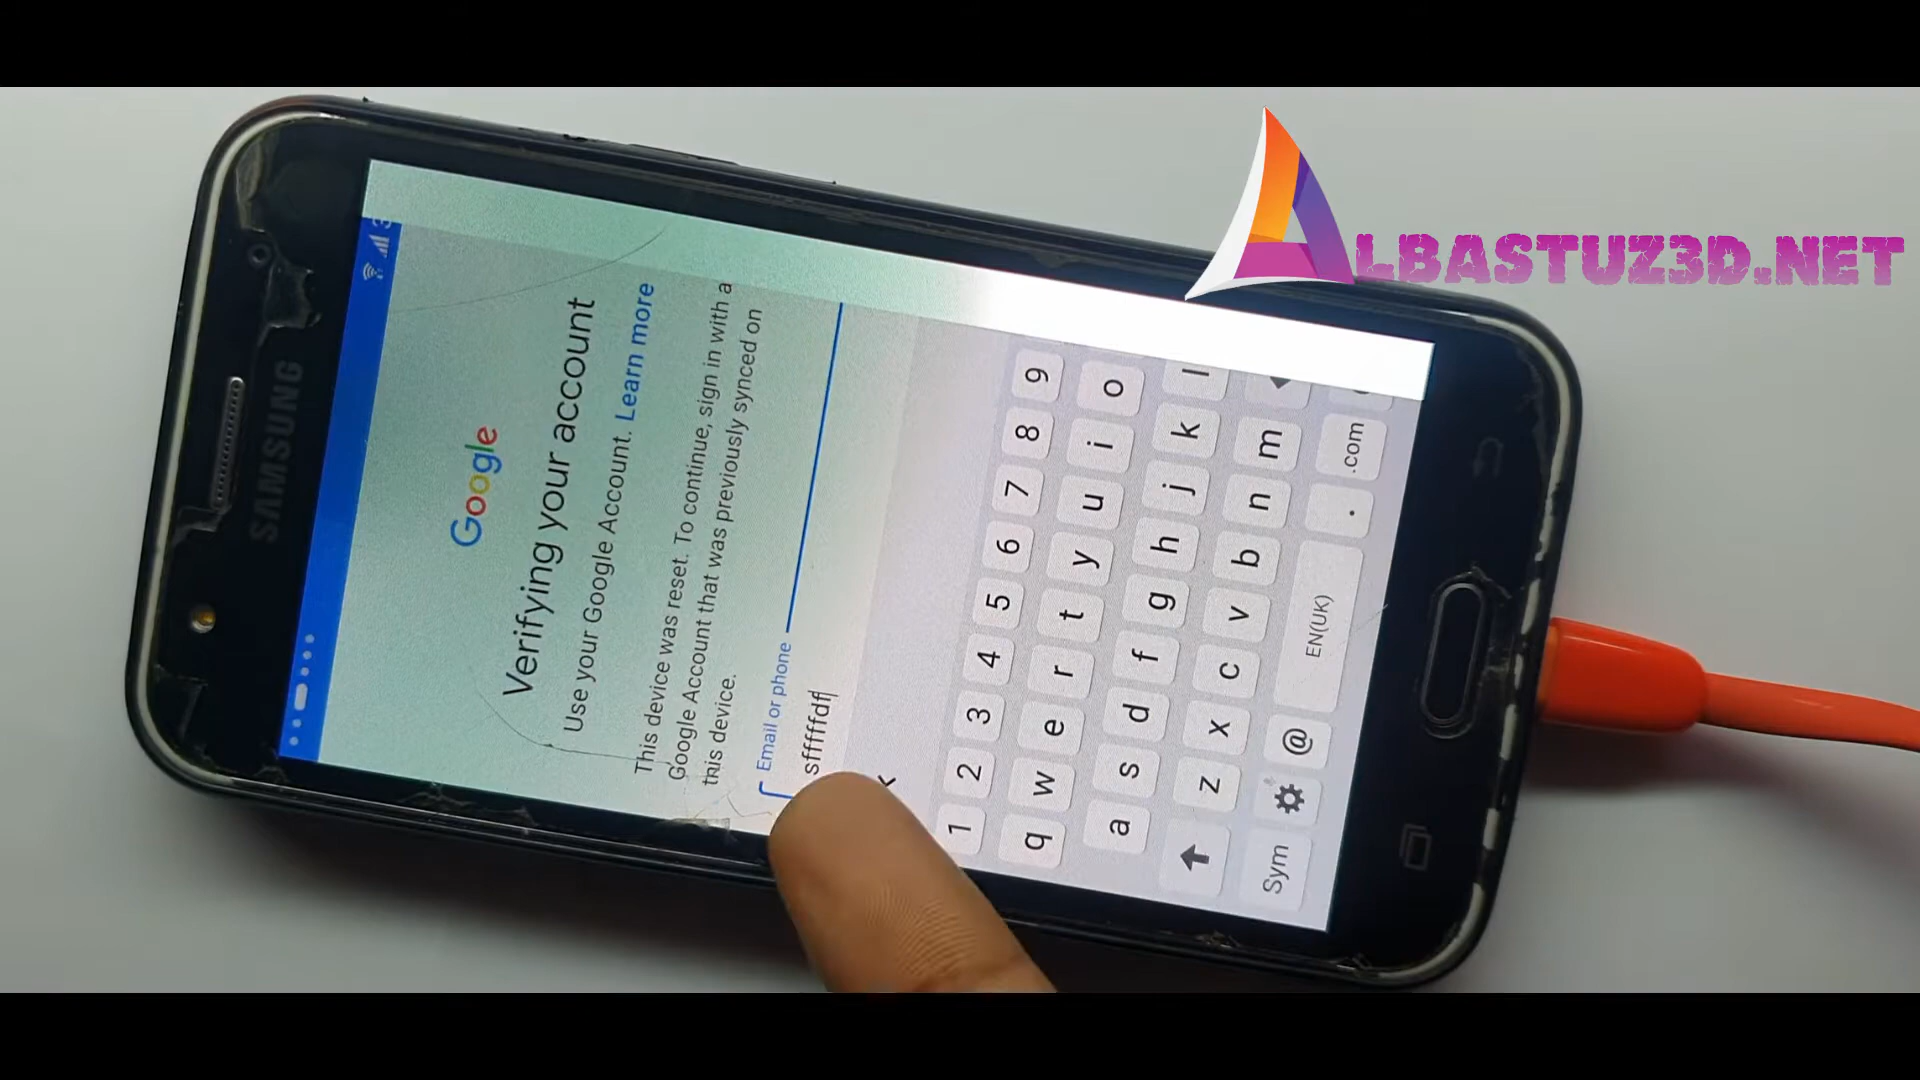 ALBASTUZ3D.NET
SAMSUNG
Google
Verifying your account
Use your Google Account. Learn more
This device was reset. To continue, sign in with a
Google Account that was previously synced on
this device.
Email or phone
sfffffdf
1 2 3 4 5 6 7 8 9
q w e r t y u i o
a s d f g h j k l
z x c v b n m
Sym @ EN(UK) . .com